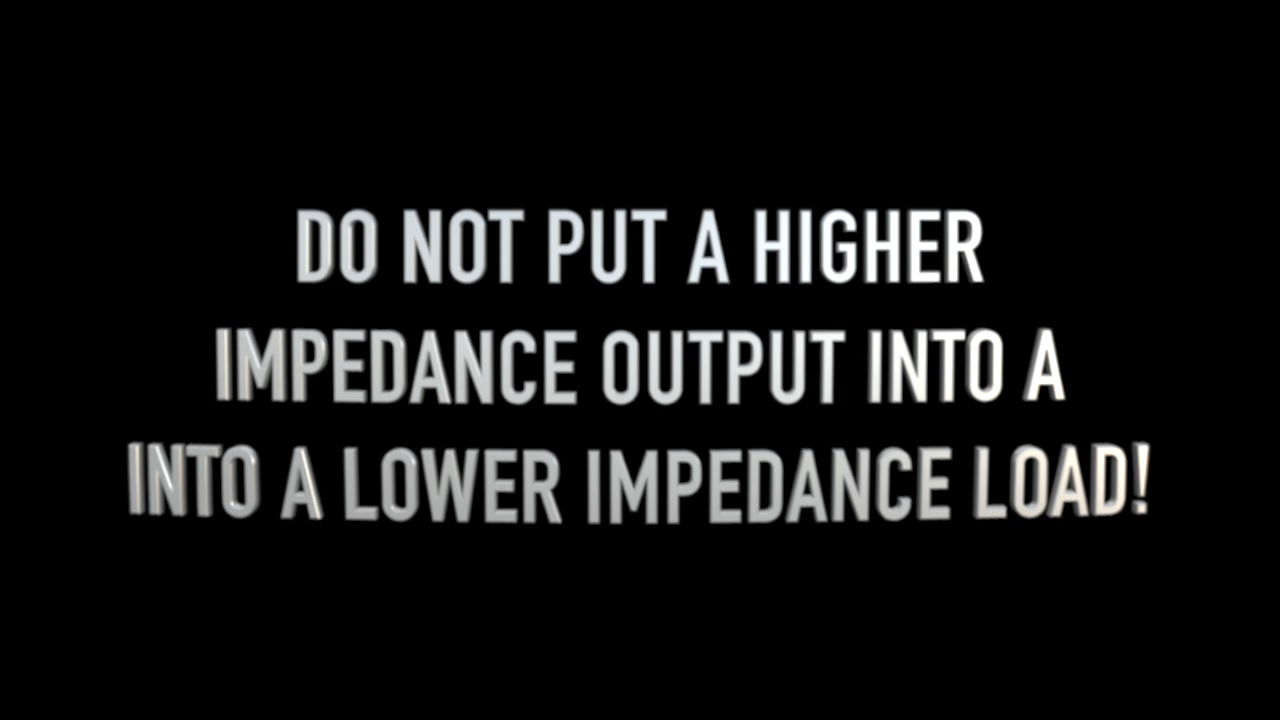 DO NOT PUT A HIGHER
IMPEDANCE OUTPUT INTO A
INTO A LOWER IMPEDANCE LOAD!